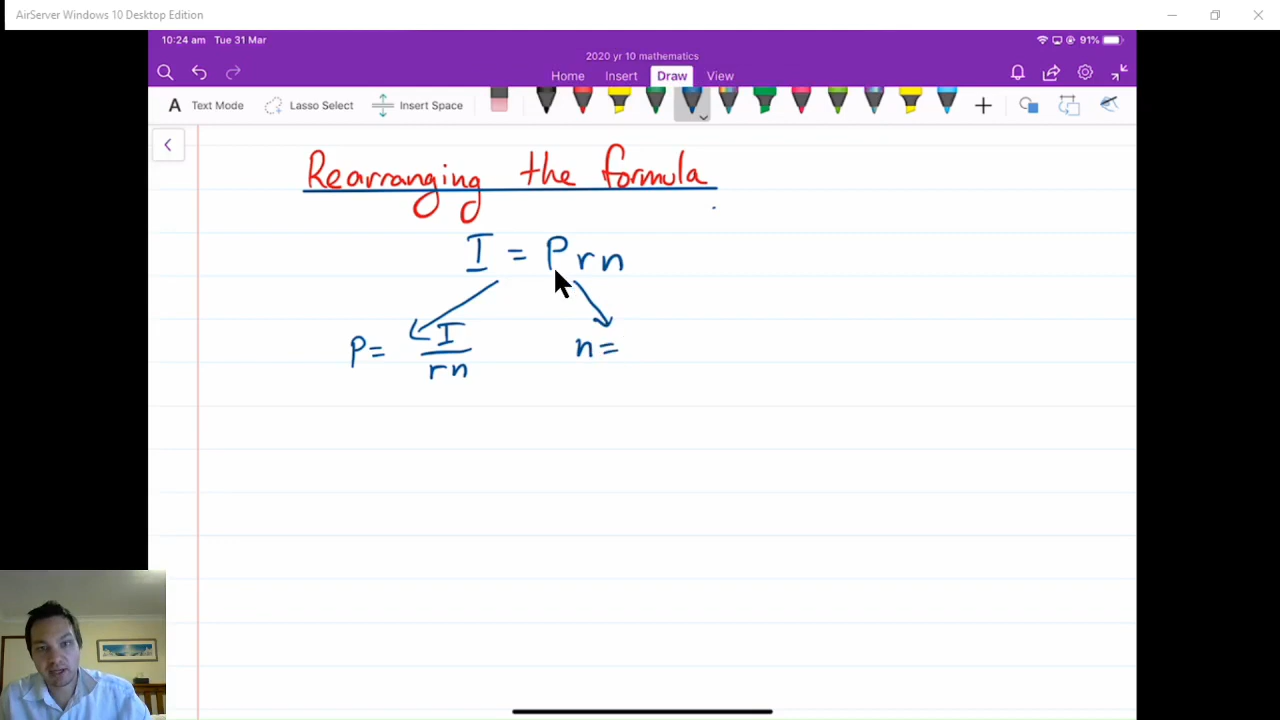 AirServer Windows 10 Desktop Edition
10:24 am Tue 31 Mar 91%
2020 yr 10 mathematics
Home Insert Draw View
A Text Mode Lasso Select Insert Space
Rearranging the formula
I = Prn
P = I / rn n =